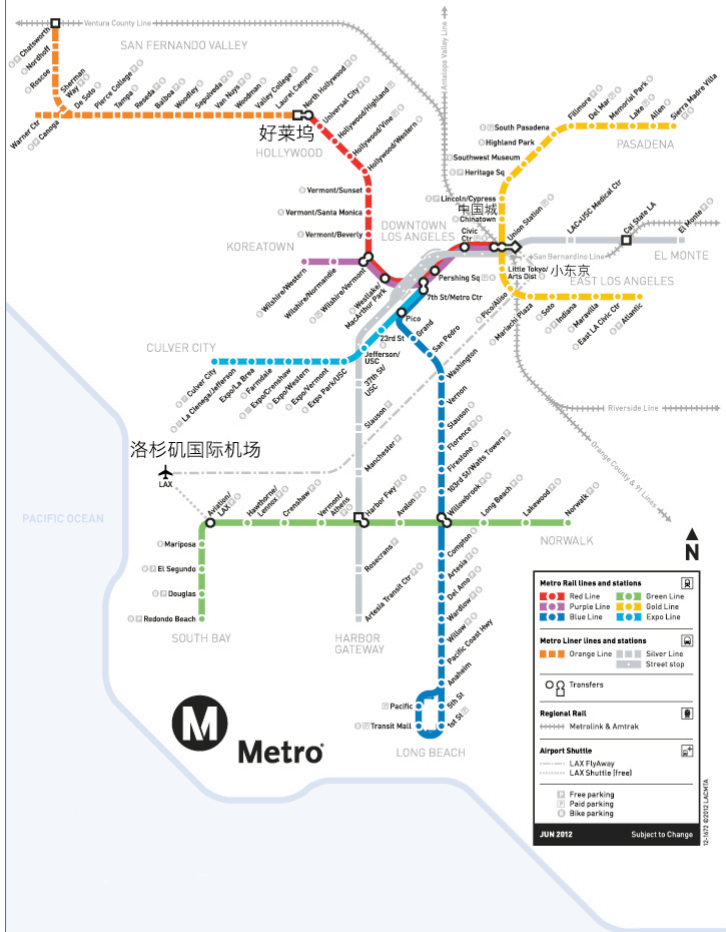 Ventura County Line
Chatsworth
Nordhoff
Roscoe
Sherman
Way
SAN FERNANDO VALLEY
Antelope Valley Line
Warner Ctr
Canoga
De Soto
Pierce College
Tampa
Reseda
Balboa
Woodley
Sepulveda
Van Nuys
Woodman
Valley College
Laurel Canyon
North Hollywood
Universal City
Hollywood/Highland
Hollywood/Vine
Hollywood/Western
好莱坞
HOLLYWOOD
Fillmore
Del Mar
Memorial Park
Lake
Allen
Sierra Madre Villa
PASADENA
South Pasadena
Highland Park
Southwest Museum
Heritage Sq
Lincoln/Cypress
中国城
Chinatown
Vermont/Sunset
Vermont/Santa Monica
Vermont/Beverly
DOWNTOWN
LOS ANGELES
Civic
Ctr
Union Station
LAC+USC Medical Ctr
Cal State LA
El Monte
KOREATOWN
San Bernardino Line
EL MONTE
Wilshire/Western
Wilshire/Normandie
Wilshire/Vermont
Westlake/
MacArthur Park
Pershing Sq
7th St/Metro Ctr
Little Tokyo/
Arts Dist
小东京
EAST LOS ANGELES
Pico/Aliso
Mariachi Plaza
Soto
Indiana
Maravilla
East LA Civic Ctr
Atlantic
Pico
Grand
23rd St
San Pedro
CULVER CITY
Jefferson/
USC
Washington
Culver City
La Cienega/Jefferson
Expo/La Brea
Farmdale
Expo/Crenshaw
Expo/Western
Expo/Vermont
Expo Park/USC
37th St/
USC
Vernon
Riverside Line
Slauson
Slauson
Florence
Firestone
103rd St/Watts Towers
Manchester
Orange County & 91 Lines
洛杉矶国际机场
LAX
Aviation/
LAX
Hawthorne/
Lennox
Crenshaw
Vermont/
Athens
Harbor Fwy
Avalon
Willowbrook
Long Beach
Lakewood
Norwalk
PACIFIC OCEAN
NORWALK
N
Mariposa
El Segundo
Douglas
Redondo Beach
SOUTH BAY
Rosecrans
Artesia Transit Ctr
HARBOR
GATEWAY
Compton
Artesia
Del Amo
Wardlow
Willow
Pacific Coast Hwy
Anaheim
5th St
1st St
Pacific
Transit Mall
LONG BEACH
M
Metro
Metro Rail lines and stations
Red Line
Green Line
Purple Line
Gold Line
Blue Line
Expo Line
Metro Liner lines and stations
Orange Line
Silver Line
Street stop
Transfers
Regional Rail
Metrolink & Amtrak
Airport Shuttle
LAX FlyAway
LAX Shuttle (free)
Free parking
Paid parking
Bike parking
JUN 2012
Subject to Change
12-1672 ©2012 LACMTA